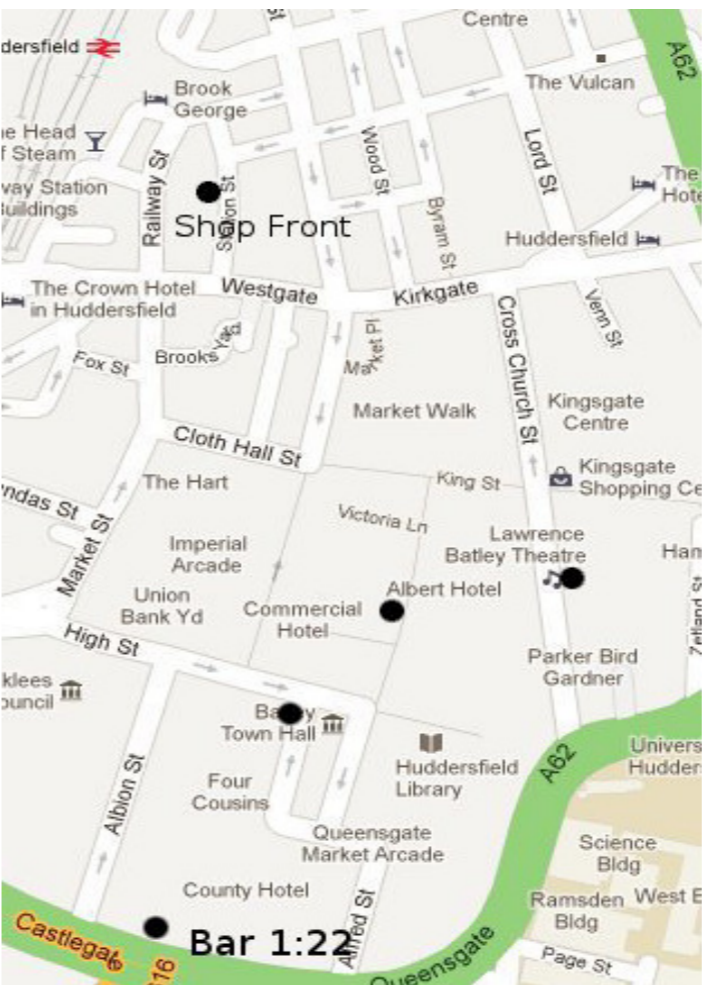 St
Centre
dersfield
A62
The Vulcan
Brook
George
ne Head
f Steam
Wood St
Lord St
way Station
Buildings
Railway St
Station St
Shop Front
The
Hote
Byram St
Huddersfield
The Crown Hotel
in Huddersfield
Westgate
Kirkgate
Venn St
Brooks Yard
Market Pl
Fox St
Cross Church St
Market Walk
Kingsgate
Centre
Cloth Hall St
The Hart
King St
Kingsgate
Shopping Ce
ndas St
Victoria Ln
Market St
Imperial
Arcade
Lawrence
Batley Theatre
Ham
Union
Bank Yd
Commercial
Hotel
Albert Hotel
Zetland St
High St
Parker Bird
Gardner
klees
ouncil
Town Hall
A62
Univers
Hudders
Albion St
Four
Cousins
Huddersfield
Library
Queensgate
Market Arcade
Science
Bldg
County Hotel
Ramsden
Bldg
West B
Alfred St
Castlegate
Bar 1:22
Queensgate
Page St